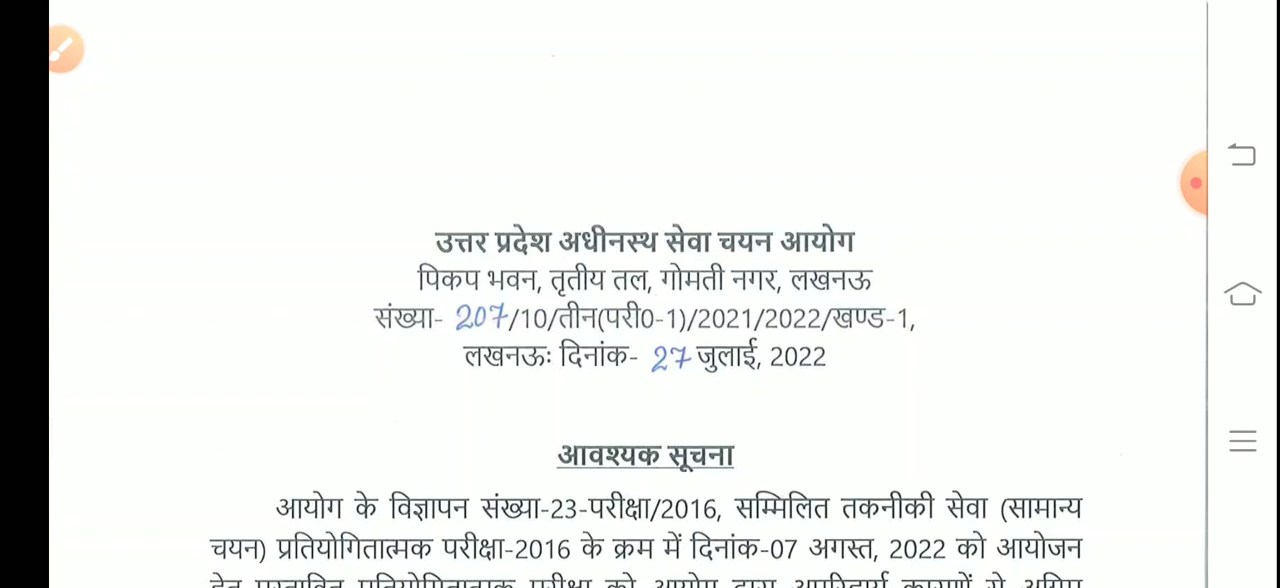 उत्तर प्रदेश अधीनस्थ सेवा चयन आयोग
पिकप भवन, तृतीय तल, गोमती नगर, लखनऊ
संख्या- 207/10/तीन(परी0-1)/2021/2022/खण्ड-1,
लखनऊः दिनांक- 27 जुलाई, 2022
आवश्यक सूचना
आयोग के विज्ञापन संख्या-23-परीक्षा/2016, सम्मिलित तकनीकी सेवा (सामान्य
चयन) प्रतियोगितात्मक परीक्षा-2016 के क्रम में दिनांक-07 अगस्त, 2022 को आयोजन